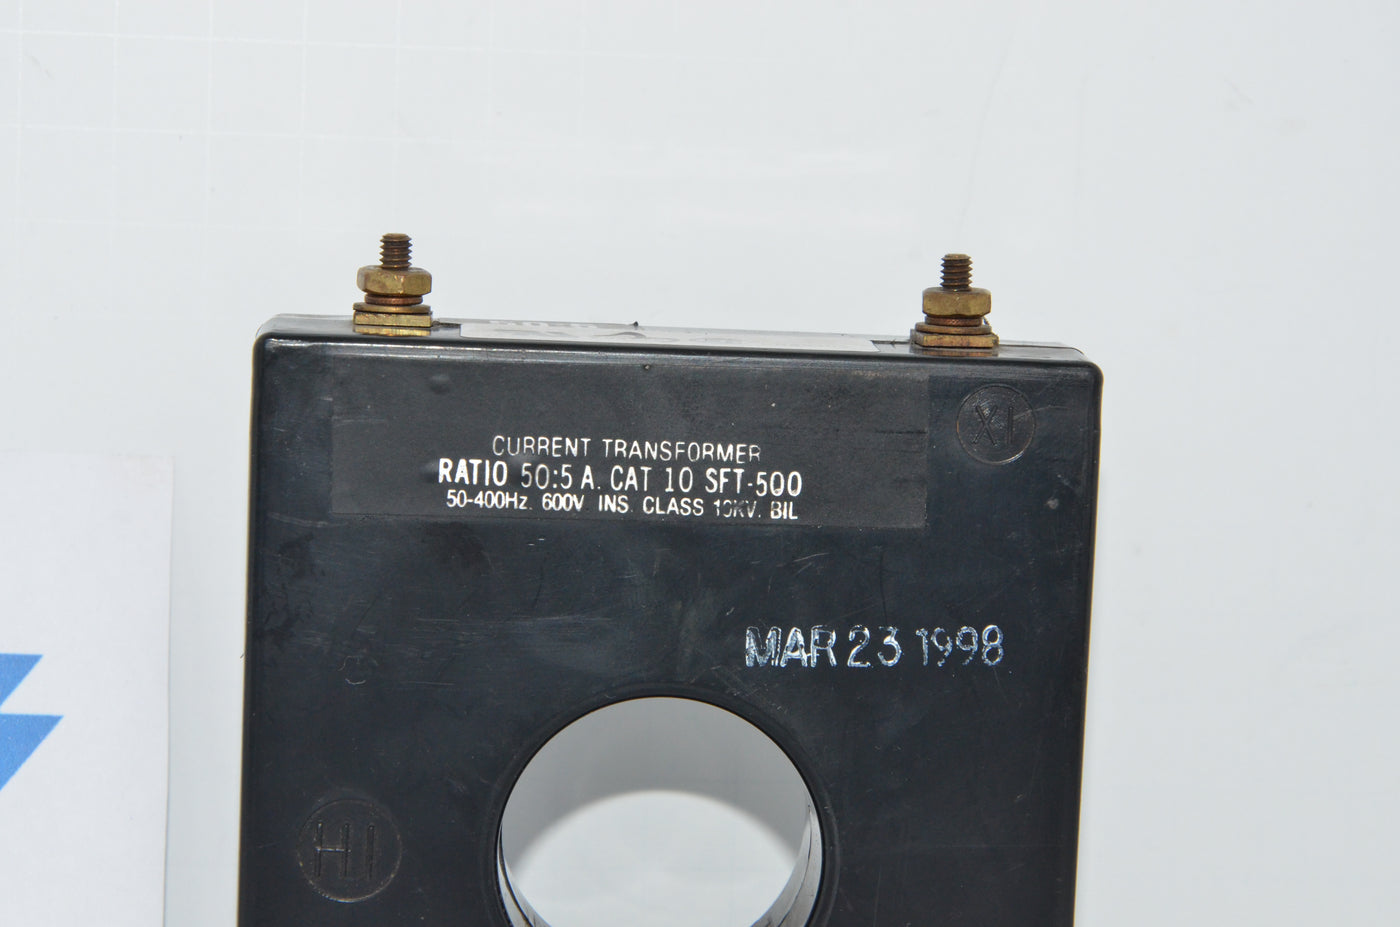 CURRENT TRANSFORMER
RATIO 50:5 A. CAT 10 SFT-500
50-400Hz. 600V INS. CLASS 10KV. BIL
X1
MAR 23 1998
H1